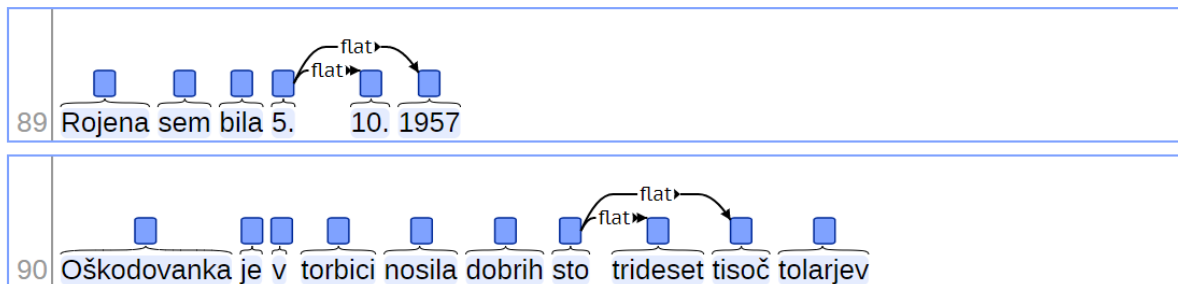 flat
flat
89 Rojena sem bila 5. 10. 1957
flat
flat
90 Oškodovanka je v torbici nosila dobrih sto trideset tisoč tolarjev